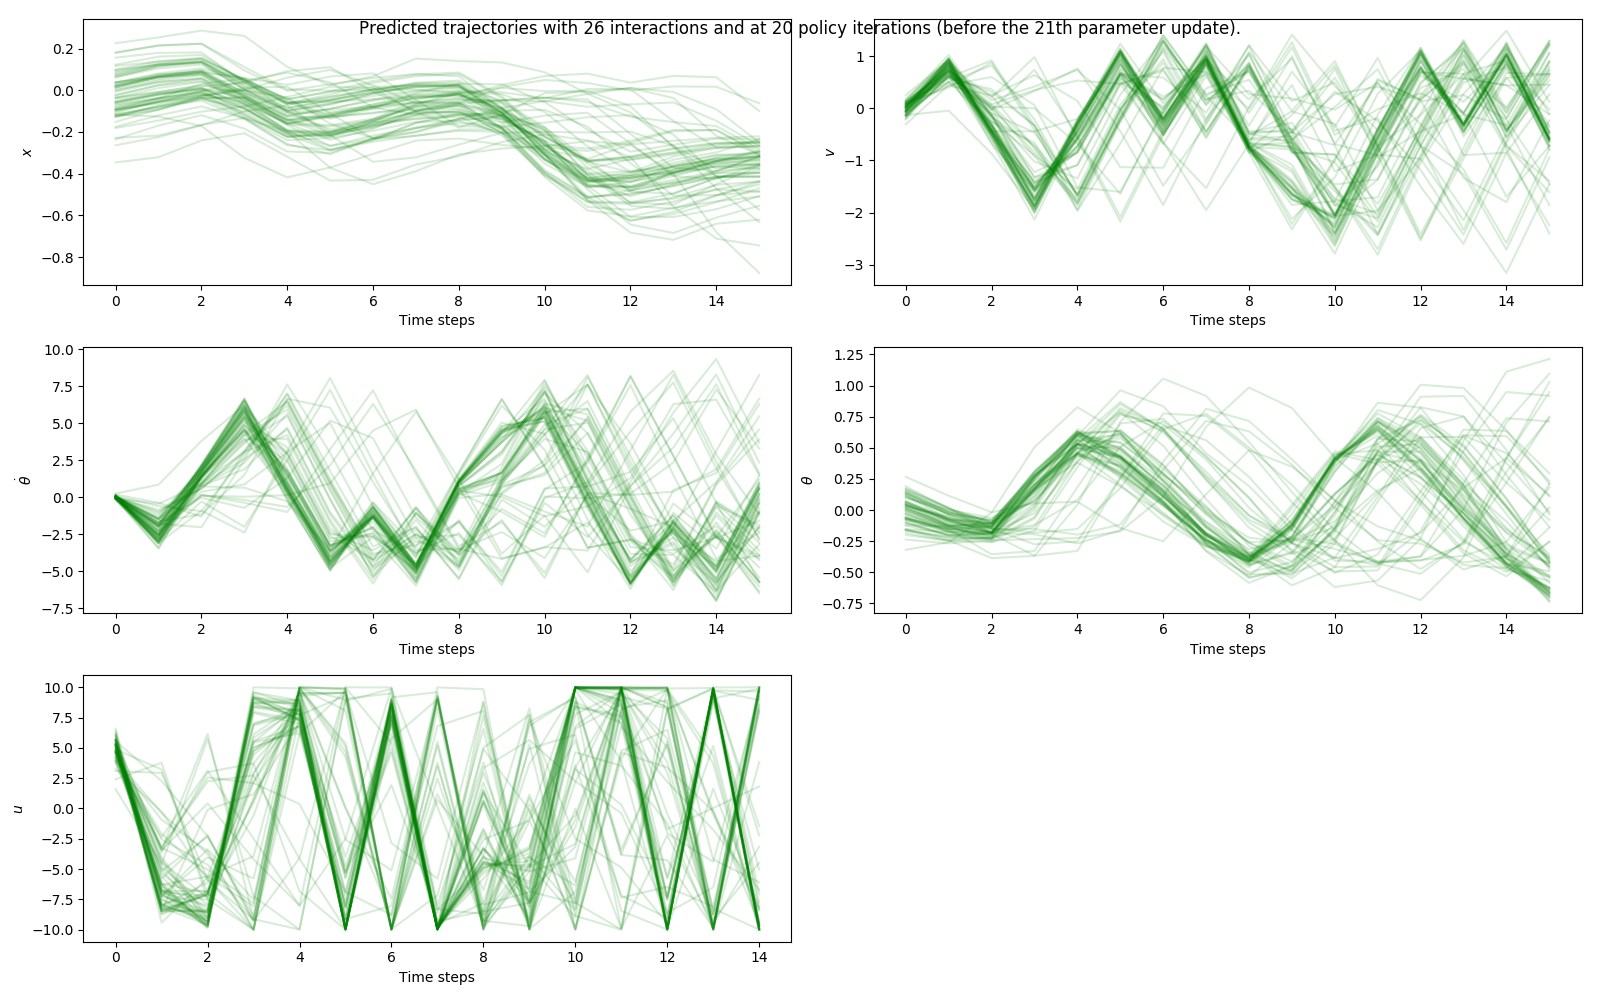 Predicted trajectories with 26 interactions and at 20 policy iterations (before the 21th parameter update).
0.2
0.0
−0.2
−0.4
−0.6
−0.8
x
0 2 4 6 8 10 12 14
Time steps
1
0
−1
−2
−3
v
0 2 4 6 8 10 12 14
Time steps
10.0
7.5
5.0
2.5
0.0
−2.5
−5.0
−7.5
θ̇
0 2 4 6 8 10 12 14
Time steps
1.25
1.00
0.75
0.50
0.25
0.00
−0.25
−0.50
−0.75
θ
0 2 4 6 8 10 12 14
Time steps
10.0
7.5
5.0
2.5
0.0
−2.5
−5.0
−7.5
−10.0
u
0 2 4 6 8 10 12 14
Time steps